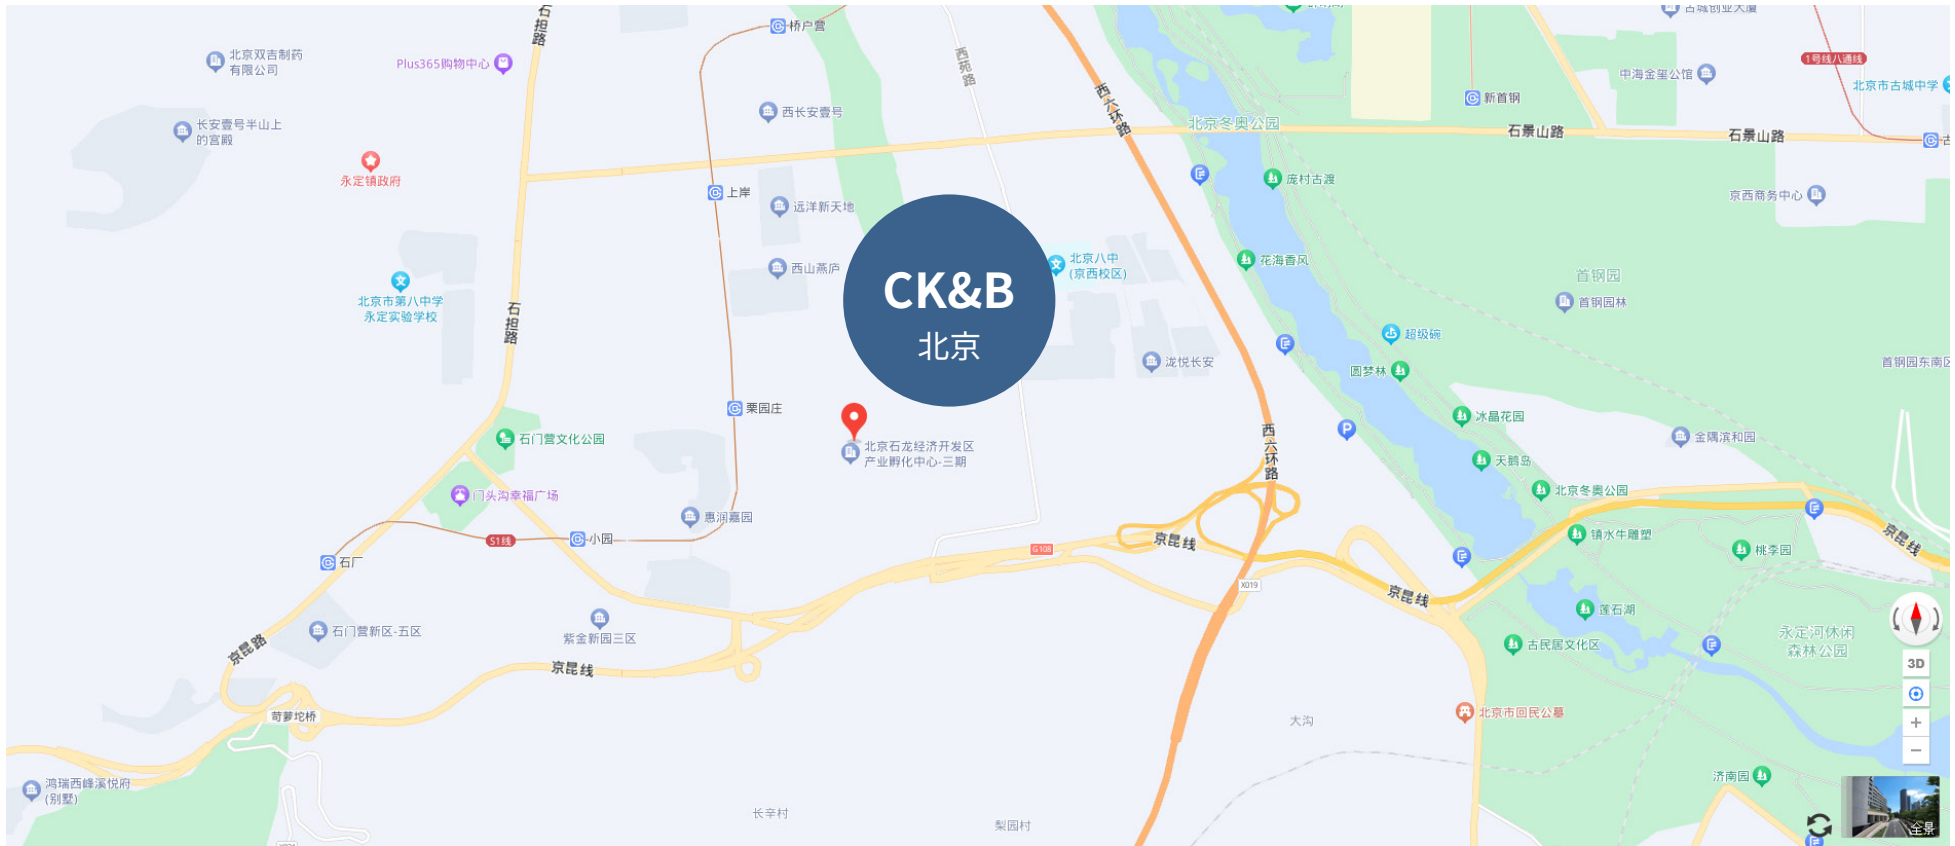 石担路
桥户营
古城创业大厦
北京双吉制药
有限公司
Plus365购物中心
西苑路
西六环路
1号线八通线
中海金玺公馆
北京市古城中学
新首钢
西长安壹号
长安壹号半山上
的宫殿
北京冬奥公园
石景山路
石景山路
永定镇政府
庞村古渡
上岸
远洋新天地
京西商务中心
北京八中
(京西校区)
花海香风
西山燕庐
首钢园
首钢园林
CK&B
北京
北京市第八中学
永定实验学校
石担路
超级碗
泷悦长安
圆梦林
首钢园东南区
栗园庄
冰晶花园
石门营文化公园
北京石龙经济开发区
产业孵化中心-三期
西六环路
P
金隅滨和园
天鹅岛
北京冬奥公园
门头沟幸福广场
惠润嘉园
S1线
小园
石厂
G108
京昆线
镇水牛雕塑
桃李园
京昆线
X019
京昆线
莲石湖
石门营新区-五区
紫金新园三区
京昆路
京昆线
古民居文化区
永定河休闲
森林公园
3D
苛萝坨桥
大沟
北京市回民公墓
+
−
鸿瑞西峰溪悦府
(别墅)
济南园
长辛村
梨园村
全景